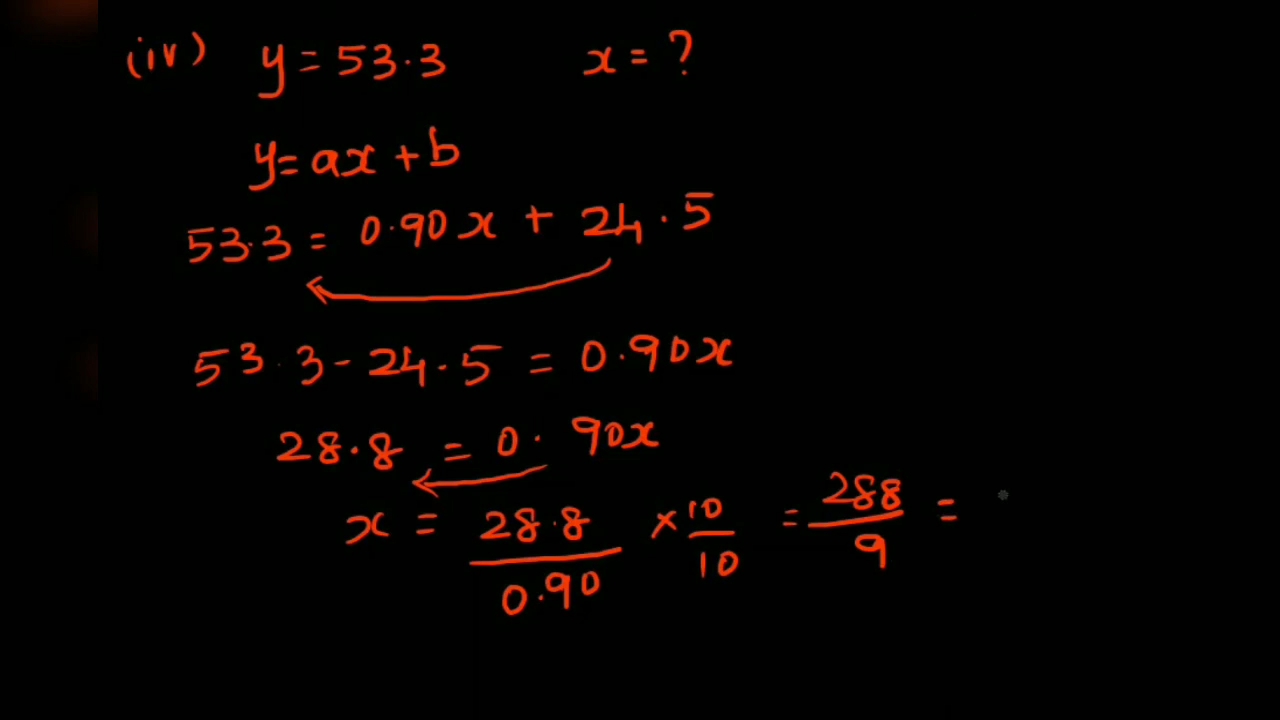 (iv) y = 53.3 x = ?
y = ax + b
53.3 = 0.90x + 24.5
53.3 - 24.5 = 0.90x
28.8 = 0.90x
x = 28.8/0.90 × 10/10 = 288/9 =